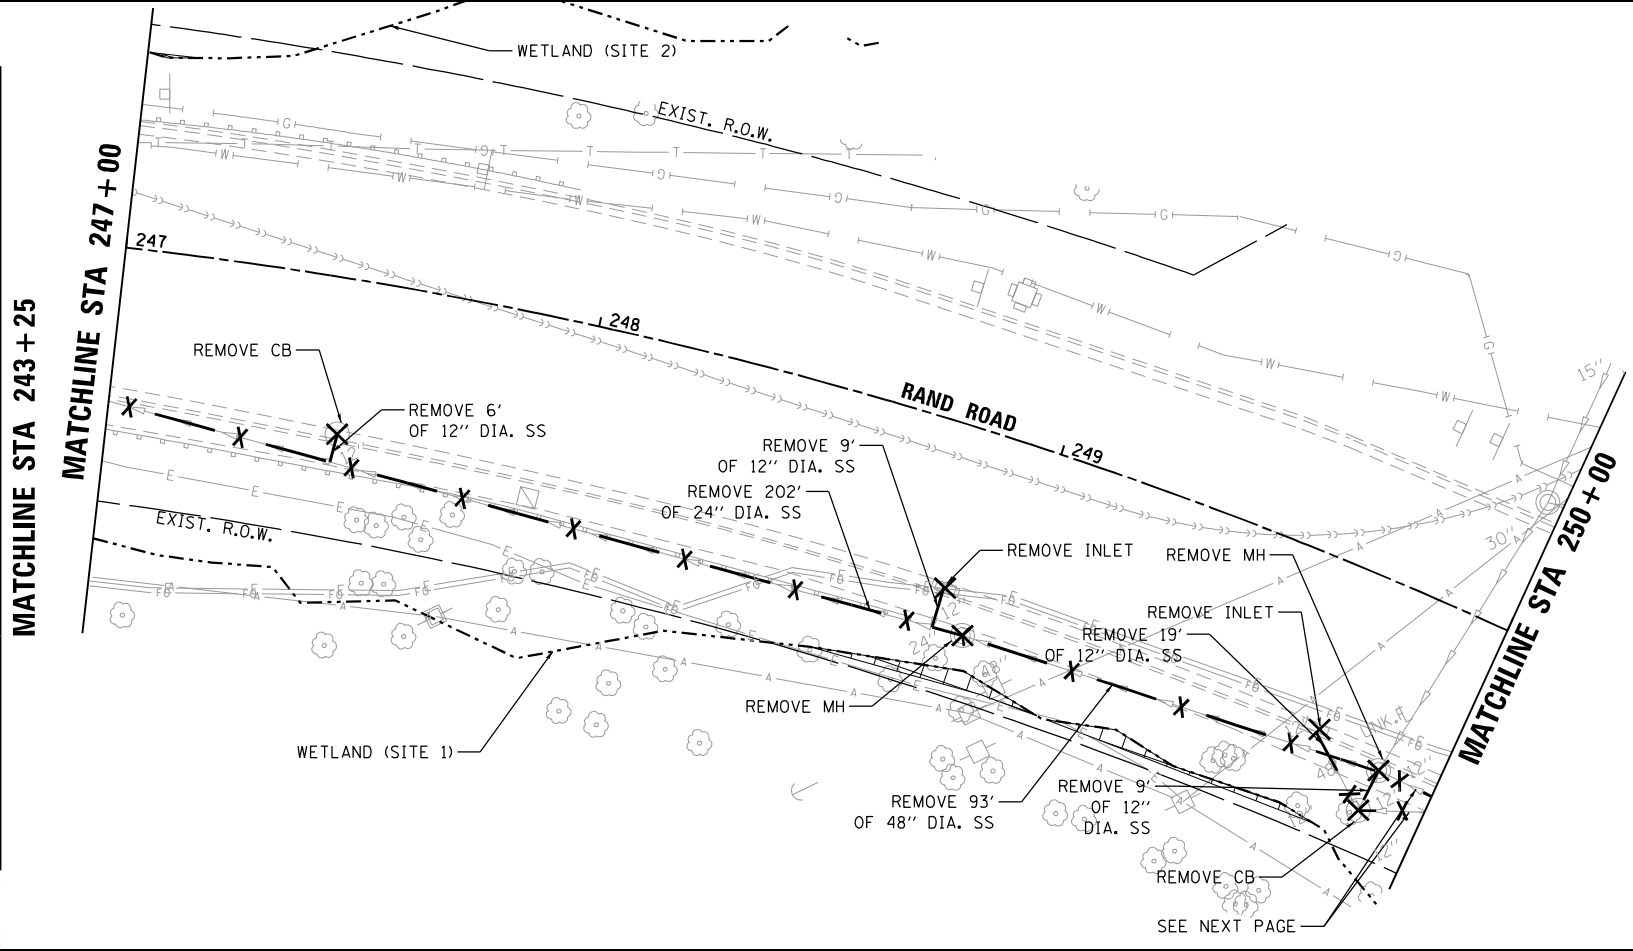 WETLAND (SITE 2)
EXIST. R.O.W.
MATCHLINE STA 247+00
MATCHLINE STA 243+25
247
248
249
RAND ROAD
REMOVE CB
REMOVE 6'
OF 12" DIA. SS
REMOVE 9'
OF 12" DIA. SS
REMOVE 202'
OF 24" DIA. SS
REMOVE INLET
REMOVE MH
REMOVE INLET
REMOVE 19'
OF 12" DIA. SS
EXIST. R.O.W.
WETLAND (SITE 1)
REMOVE MH
REMOVE 93'
OF 48" DIA. SS
REMOVE 9'
OF 12"
DIA. SS
REMOVE CB
SEE NEXT PAGE
MATCHLINE STA 250+00
15"
30"
12"